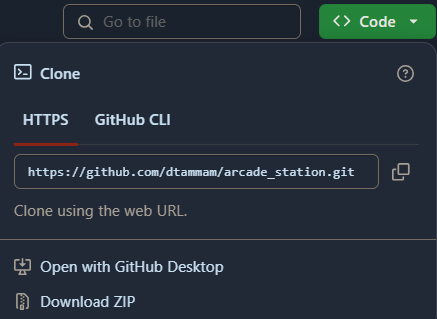 Go to file
<> Code
Clone
HTTPS GitHub CLI
https://github.com/dtammam/arcade_station.git
Clone using the web URL.
Open with GitHub Desktop
Download ZIP